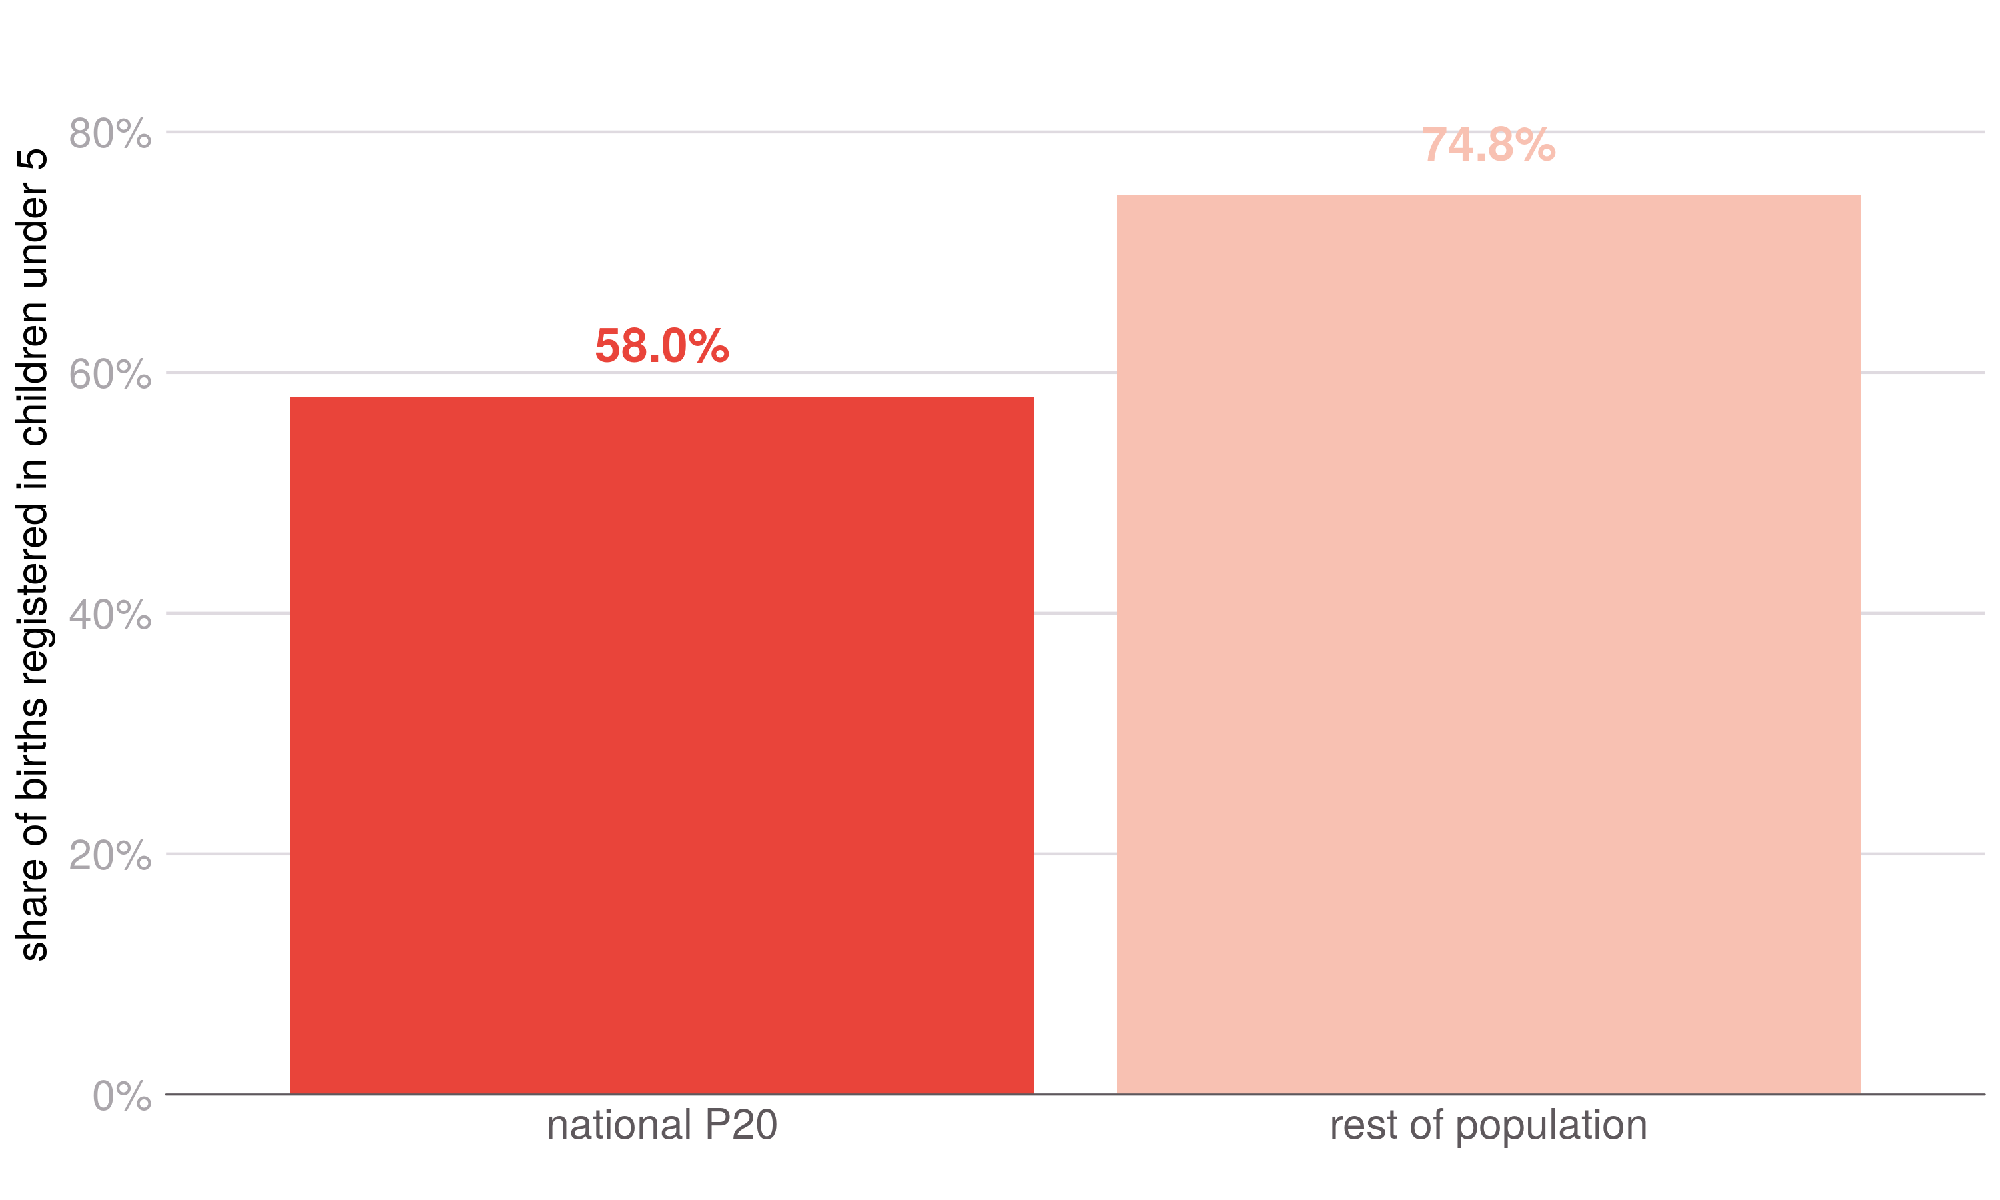 share of births registered in children under 5
80%
60%
40%
20%
0%
58.0%
74.8%
national P20
rest of population